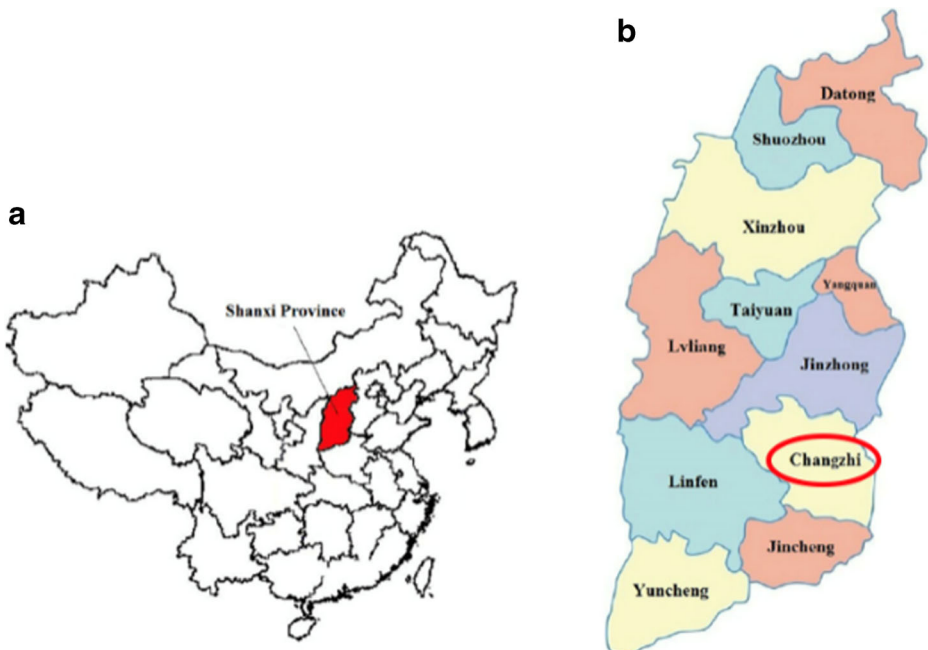 a
Shanxi Province
b
Datong
Shuozhou
Xinzhou
Yangquan
Taiyuan
Lvliang
Jinzhong
Changzhi
Linfen
Jincheng
Yuncheng